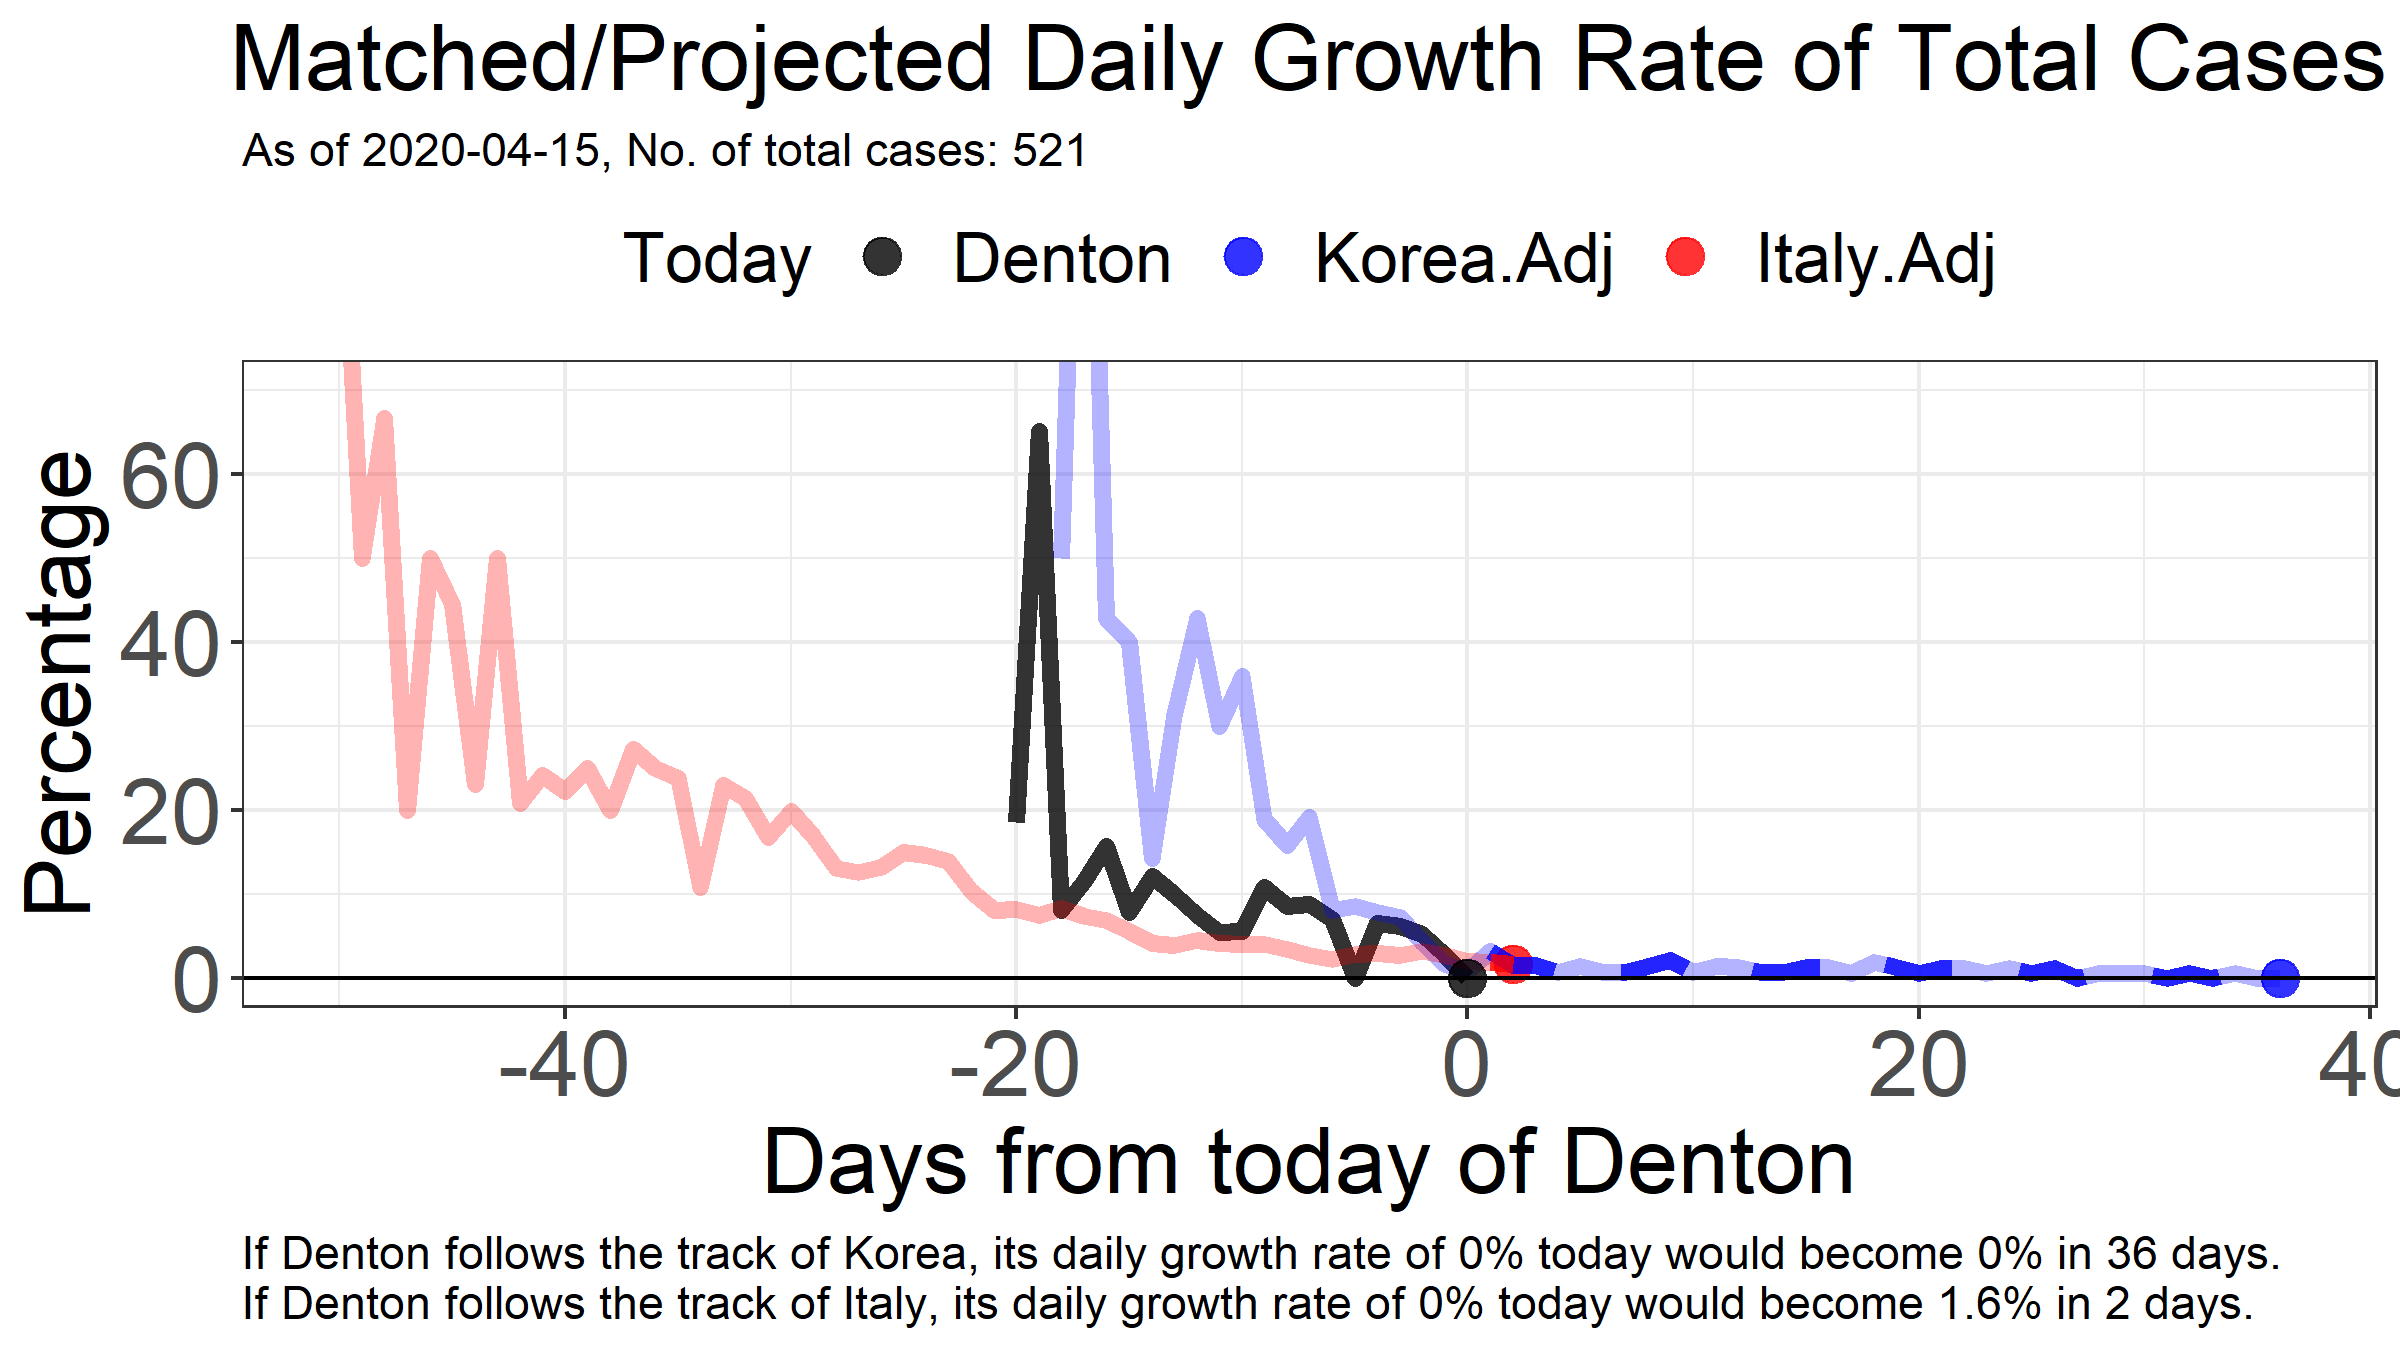 Matched/Projected Daily Growth Rate of Total Cases
As of 2020-04-15, No. of total cases: 521
Today Denton Korea.Adj Italy.Adj
Percentage
60
40
20
0
-40 -20 0 20 40
Days from today of Denton
If Denton follows the track of Korea, its daily growth rate of 0% today would become 0% in 36 days.
If Denton follows the track of Italy, its daily growth rate of 0% today would become 1.6% in 2 days.